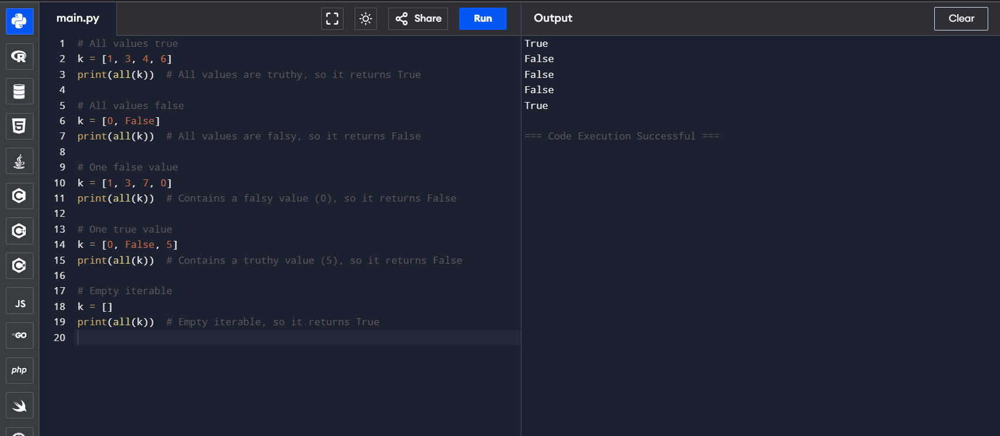 main.py
Share
Run
Output
Clear
1 # All values true
2 k = [1, 3, 4, 6]
3 print(all(k))  # All values are truthy, so it returns True
4
5 # All values false
6 k = [0, False]
7 print(all(k))  # All values are falsy, so it returns False
8
9 # One false value
10 k = [1, 3, 7, 0]
11 print(all(k))  # Contains a falsy value (0), so it returns False
12
13 # One true value
14 k = [0, False, 5]
15 print(all(k))  # Contains a truthy value (5), so it returns False
16
17 # Empty iterable
18 k = []
19 print(all(k))  # Empty iterable, so it returns True
20
True
False
False
False
True
=== Code Execution Successful ===
R
5
C
C
C
JS
GO
php